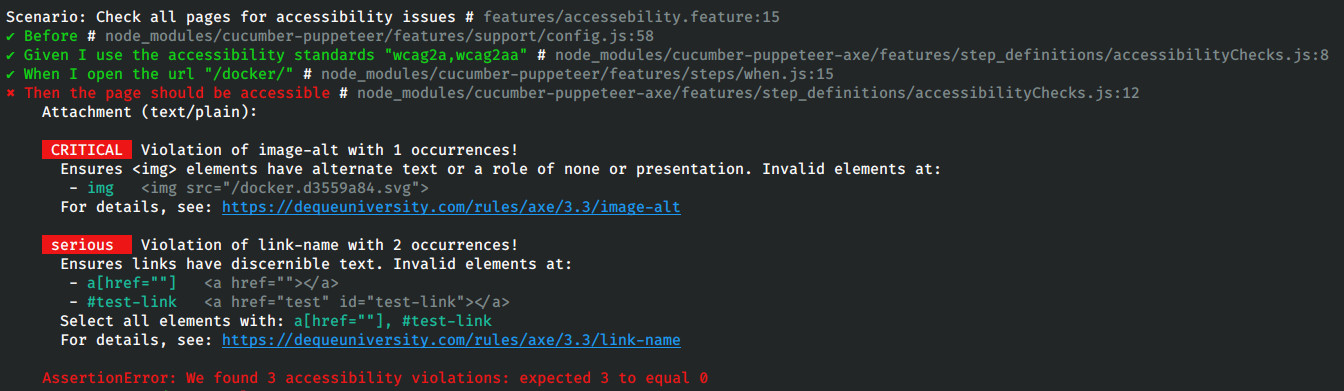 Scenario: Check all pages for accessibility issues # features/accessebility.feature:15
✔ Before # node_modules/cucumber-puppeteer/features/support/config.js:58
✔ Given I use the accessibility standards "wcag2a,wcag2aa" # node_modules/cucumber-puppeteer-axe/features/step_definitions/accessibilityChecks.js:8
✔ When I open the url "/docker/" # node_modules/cucumber-puppeteer/features/steps/when.js:15
✖ Then the page should be accessible # node_modules/cucumber-puppeteer-axe/features/step_definitions/accessibilityChecks.js:12
Attachment (text/plain):
CRITICAL Violation of image-alt with 1 occurrences!
Ensures <img> elements have alternate text or a role of none or presentation. Invalid elements at:
- img <img src="/docker.d3559a84.svg">
For details, see: https://dequeuniversity.com/rules/axe/3.3/image-alt
serious Violation of link-name with 2 occurrences!
Ensures links have discernible text. Invalid elements at:
- a[href=""] <a href=""></a>
- #test-link <a href="test" id="test-link"></a>
Select all elements with: a[href=""], #test-link
For details, see: https://dequeuniversity.com/rules/axe/3.3/link-name
AssertionError: We found 3 accessibility violations: expected 3 to equal 0